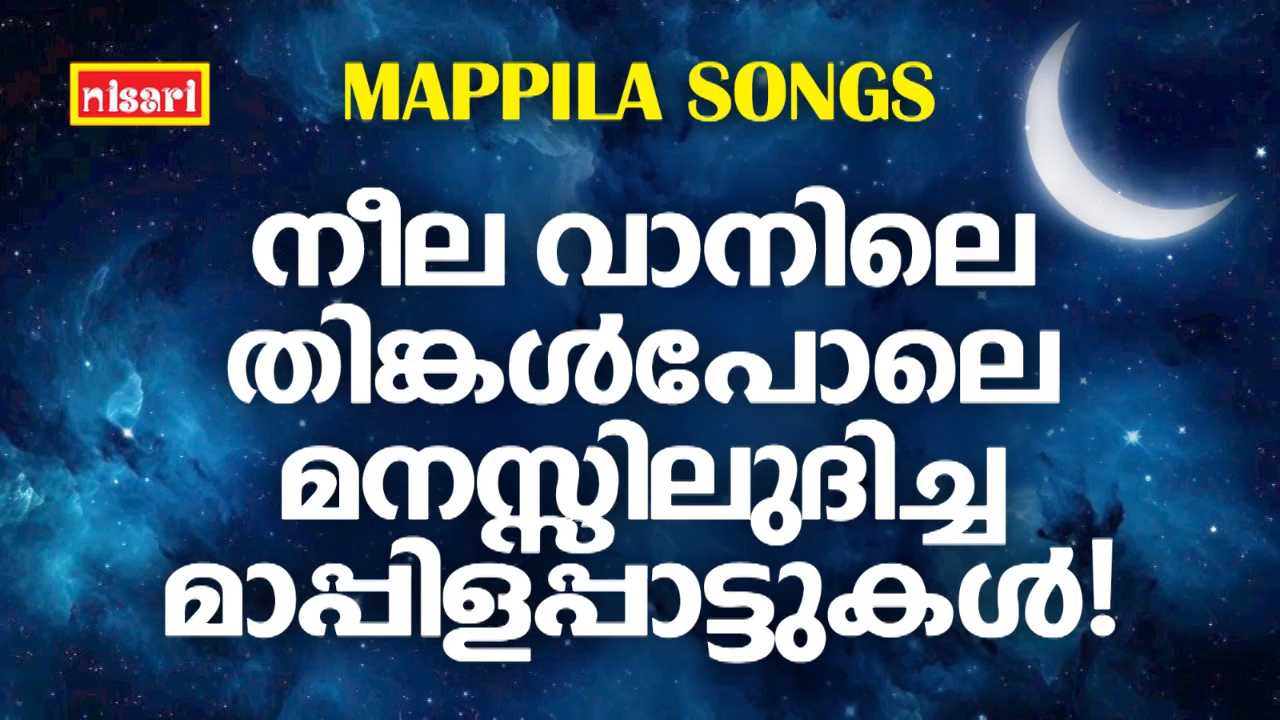 nisari
MAPPILA SONGS
നീല വാനിലെ
തിങ്കൾപോലെ
മനസ്സിലുദിച്ച
മാപ്പിളപ്പാട്ടുകൾ!